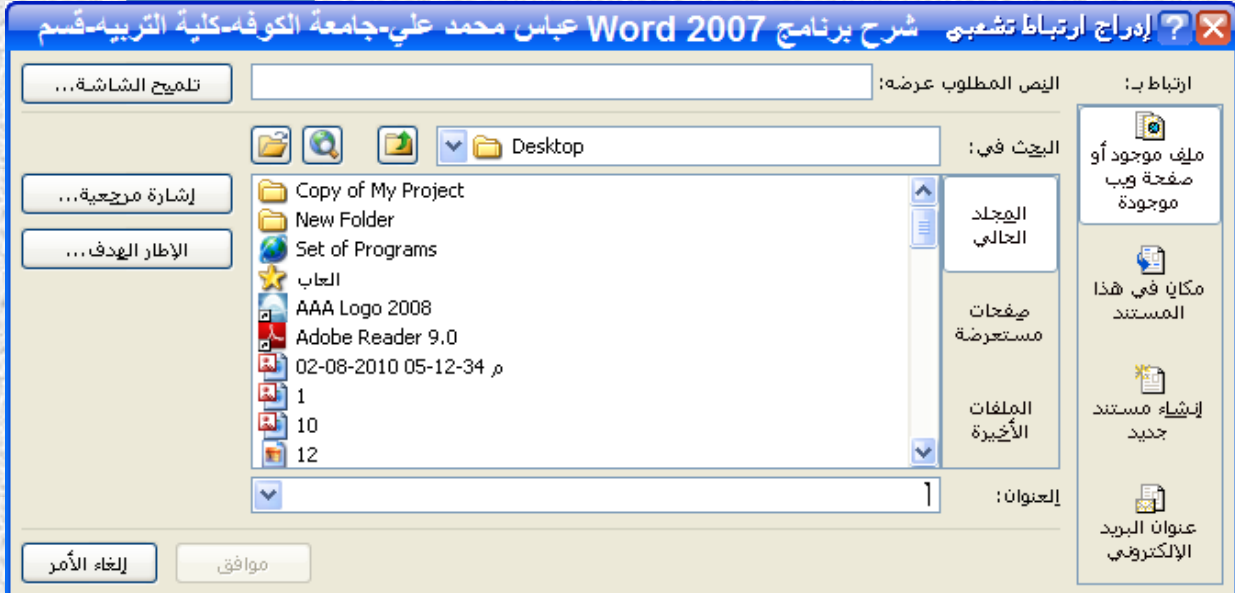 إدراج ارتباط تشعبي شرح برنامج Word 2007 عباس محمد علي-جامعة الكوفه-كلية التربيه-قسم
ارتباط بـ:
النص المطلوب عرضه:
تلميح الشاشة...
ملف موجود أو
صفحة ويب
موجودة
مكان في هذا
المستند
إنشاء مستند
جديد
عنوان البريد
الإلكتروني
البحث في:
Desktop
المجلد
الحالي
صفحات
مستعرضة
الملفات
الأخيرة
Copy of My Project
New Folder
Set of Programs
العاب
AAA Logo 2008
Adobe Reader 9.0
02-08-2010 05-12-34 م
1
10
12
إشارة مرجعية...
الإطار الهدف...
العنوان:
موافق
إلغاء الأمر